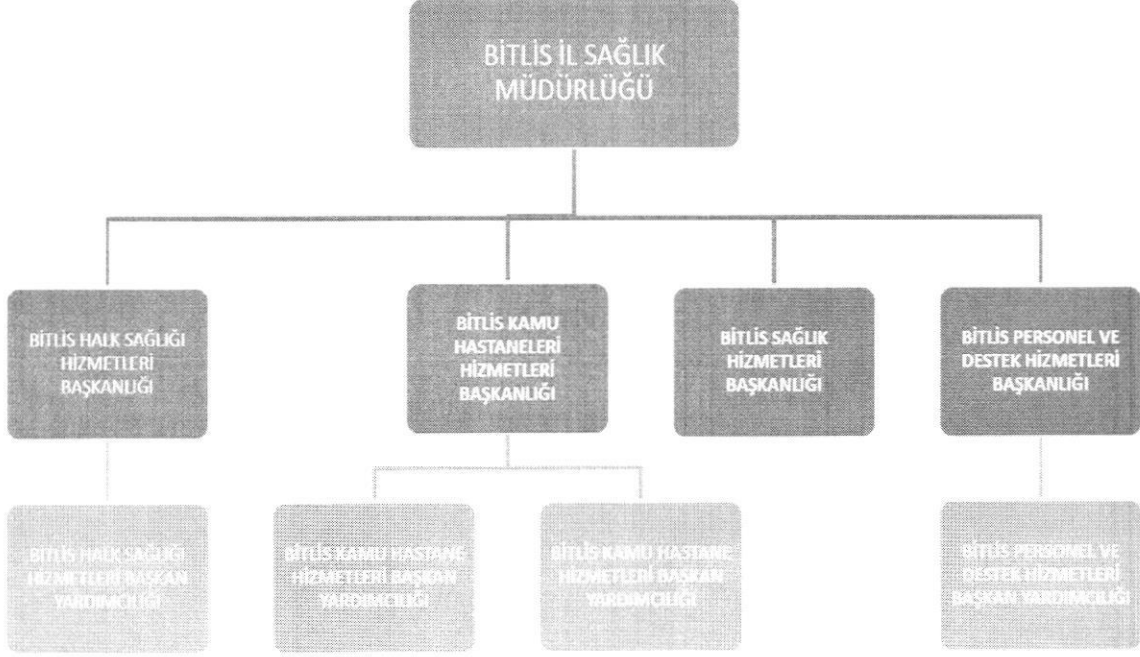 BİTLİS İL SAĞLIK
MÜDÜRLÜĞÜ
BİTLİS HALK SAĞLIĞI
HİZMETLERİ
BAŞKANLIĞI
BİTLİS KAMU
HASTANELERİ
HİZMETLERİ
BAŞKANLIĞI
BİTLİS SAĞLIK
HİZMETLERİ
BAŞKANLIĞI
BİTLİS PERSONEL VE
DESTEK HİZMETLERİ
BAŞKANLIĞI
BİTLİS HALK SAĞLIĞI
HİZMETLERİ BAŞKAN
YARDIMCILIĞI
BİTLİS KAMU HASTANE
HİZMETLERİ BAŞKAN
YARDIMCILIĞI
BİTLİS KAMU HASTANE
HİZMETLERİ BAŞKAN
YARDIMCILIĞI
BİTLİS PERSONEL VE
DESTEK HİZMETLERİ
BAŞKAN YARDIMCILIĞI